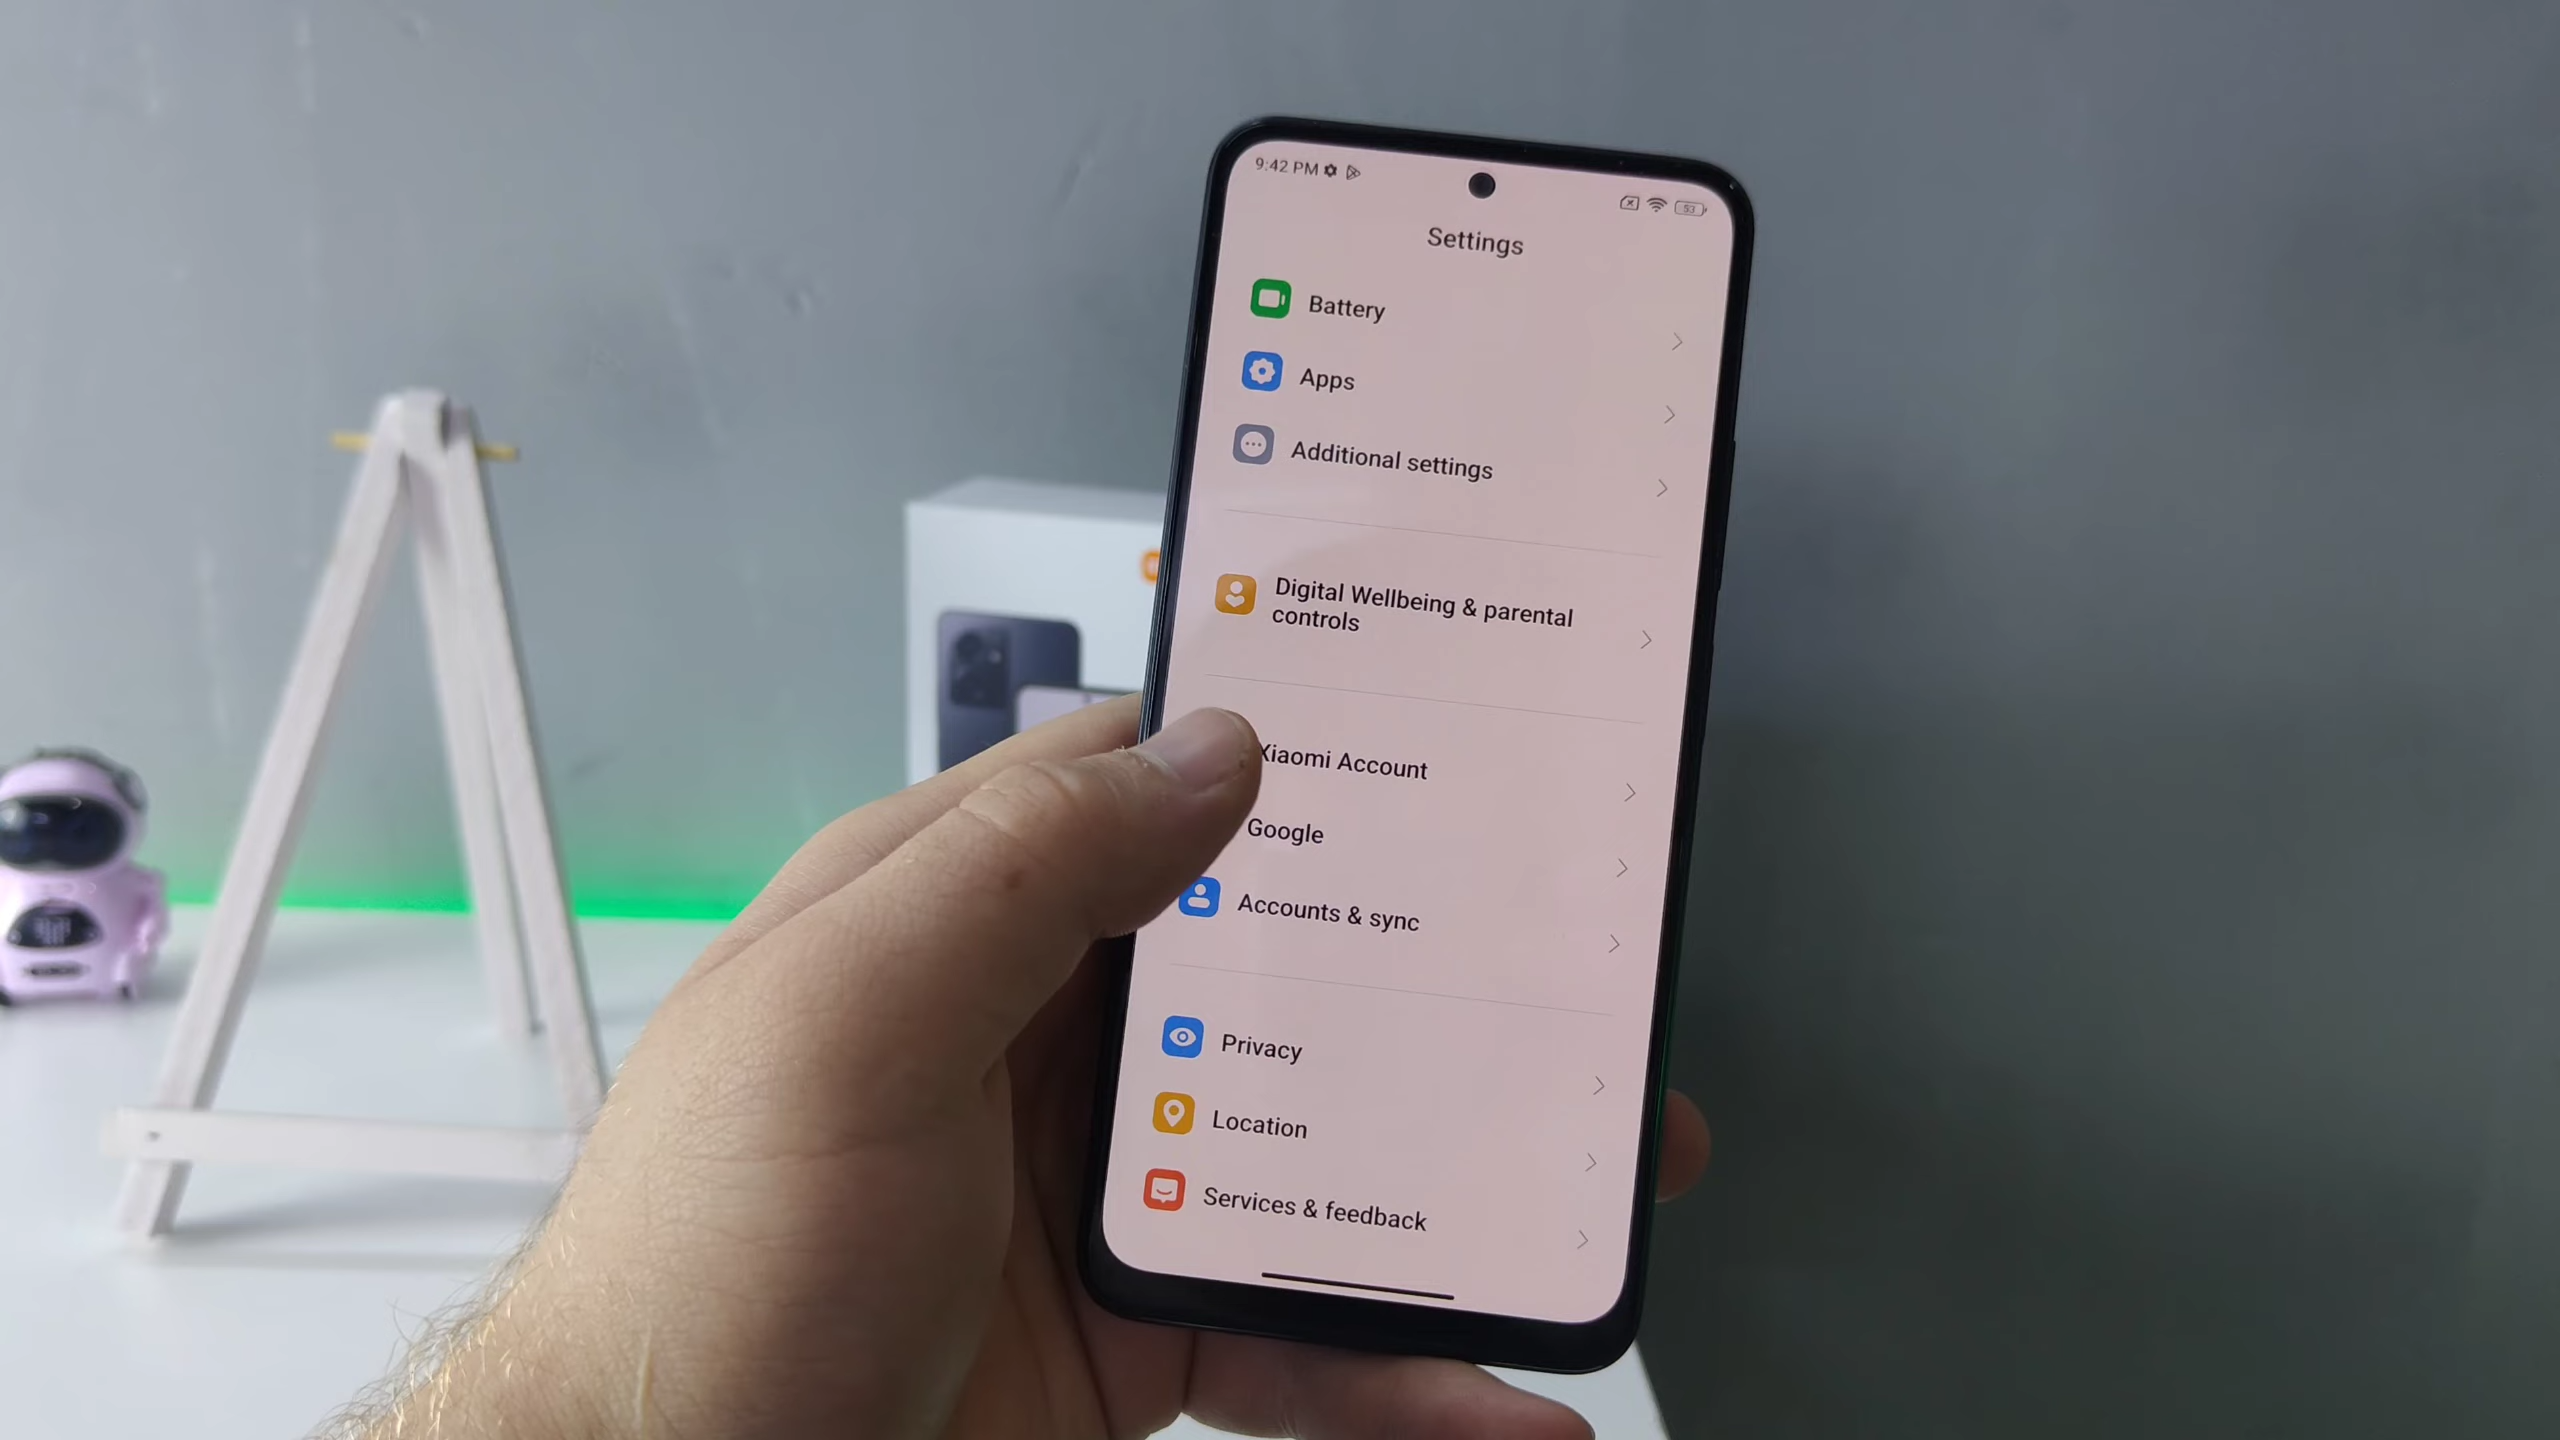 9:42 PM
53
Settings
Battery
Apps
Additional settings
Digital Wellbeing & parental
controls
Xiaomi Account
Google
Accounts & sync
Privacy
Location
Services & feedback